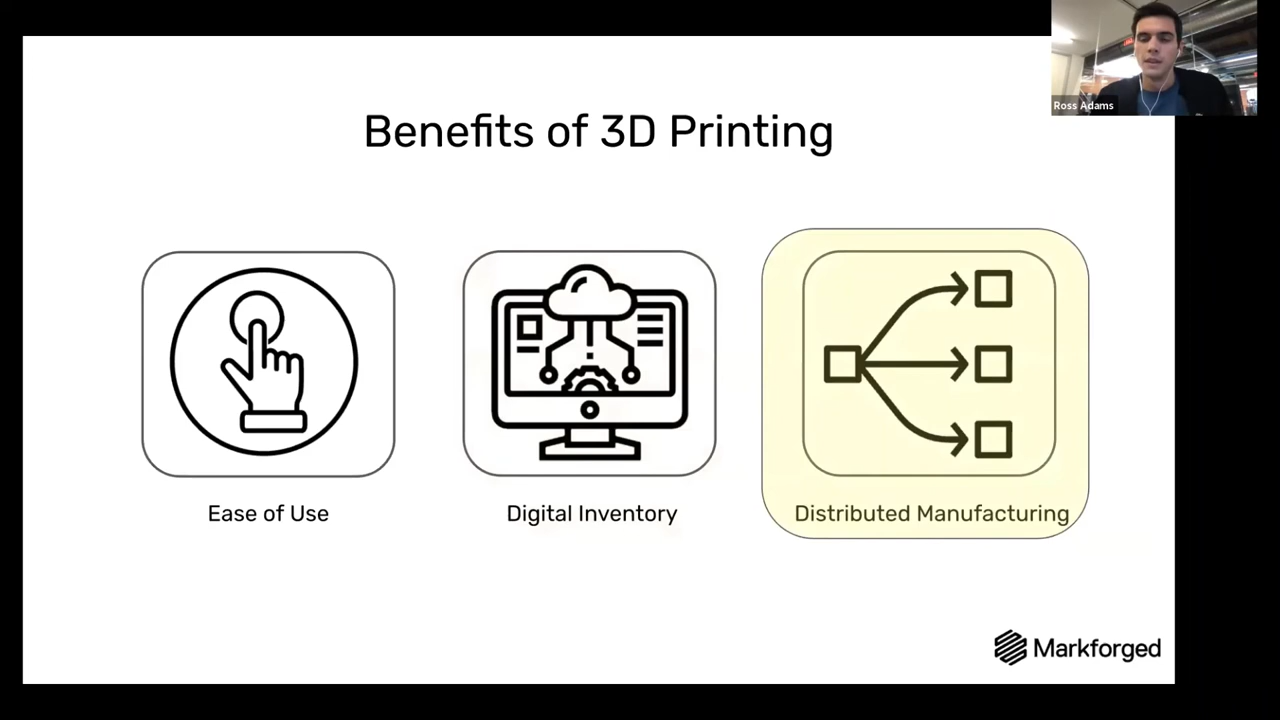 Ross Adams
Benefits of 3D Printing
Ease of Use
Digital Inventory
Distributed Manufacturing
Markforged